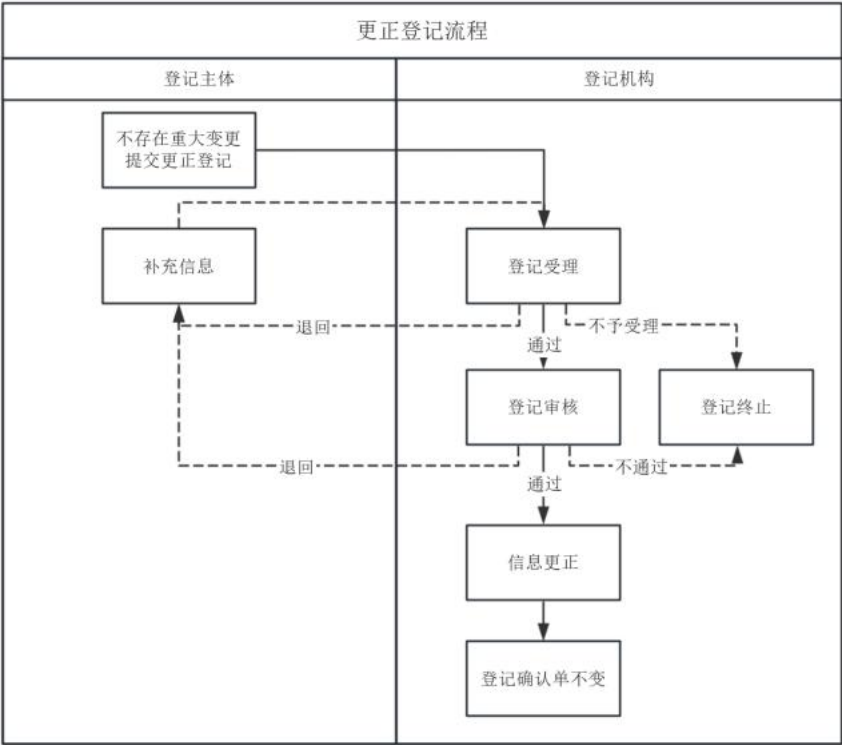 更正登记流程
登记主体
登记机构
不存在重大变更
提交更正登记
补充信息
登记受理
退回
通过
不予受理
登记审核
登记终止
退回
通过
不通过
信息更正
登记确认单不变